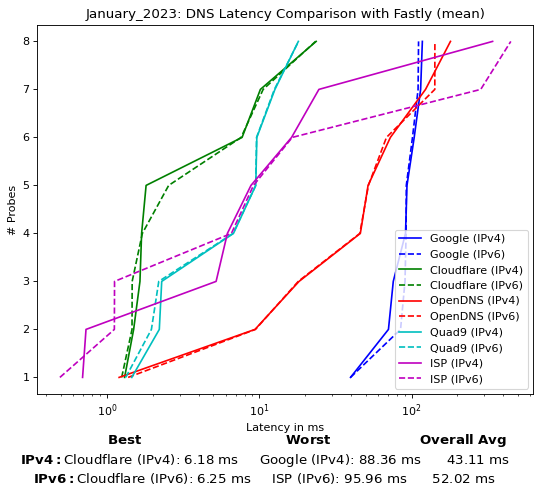 January_2023: DNS Latency Comparison with Fastly (mean)
8
7
6
5
4
3
2
1
# Probes
Google (IPv4)
Google (IPv6)
Cloudflare (IPv4)
Cloudflare (IPv6)
OpenDNS (IPv4)
OpenDNS (IPv6)
Quad9 (IPv4)
Quad9 (IPv6)
ISP (IPv4)
ISP (IPv6)
10⁰ 10¹ 10²
Latency in ms
Best Worst Overall Avg
IPv4: Cloudflare (IPv4): 6.18 ms Google (IPv4): 88.36 ms 43.11 ms
IPv6: Cloudflare (IPv6): 6.25 ms ISP (IPv6): 95.96 ms 52.02 ms